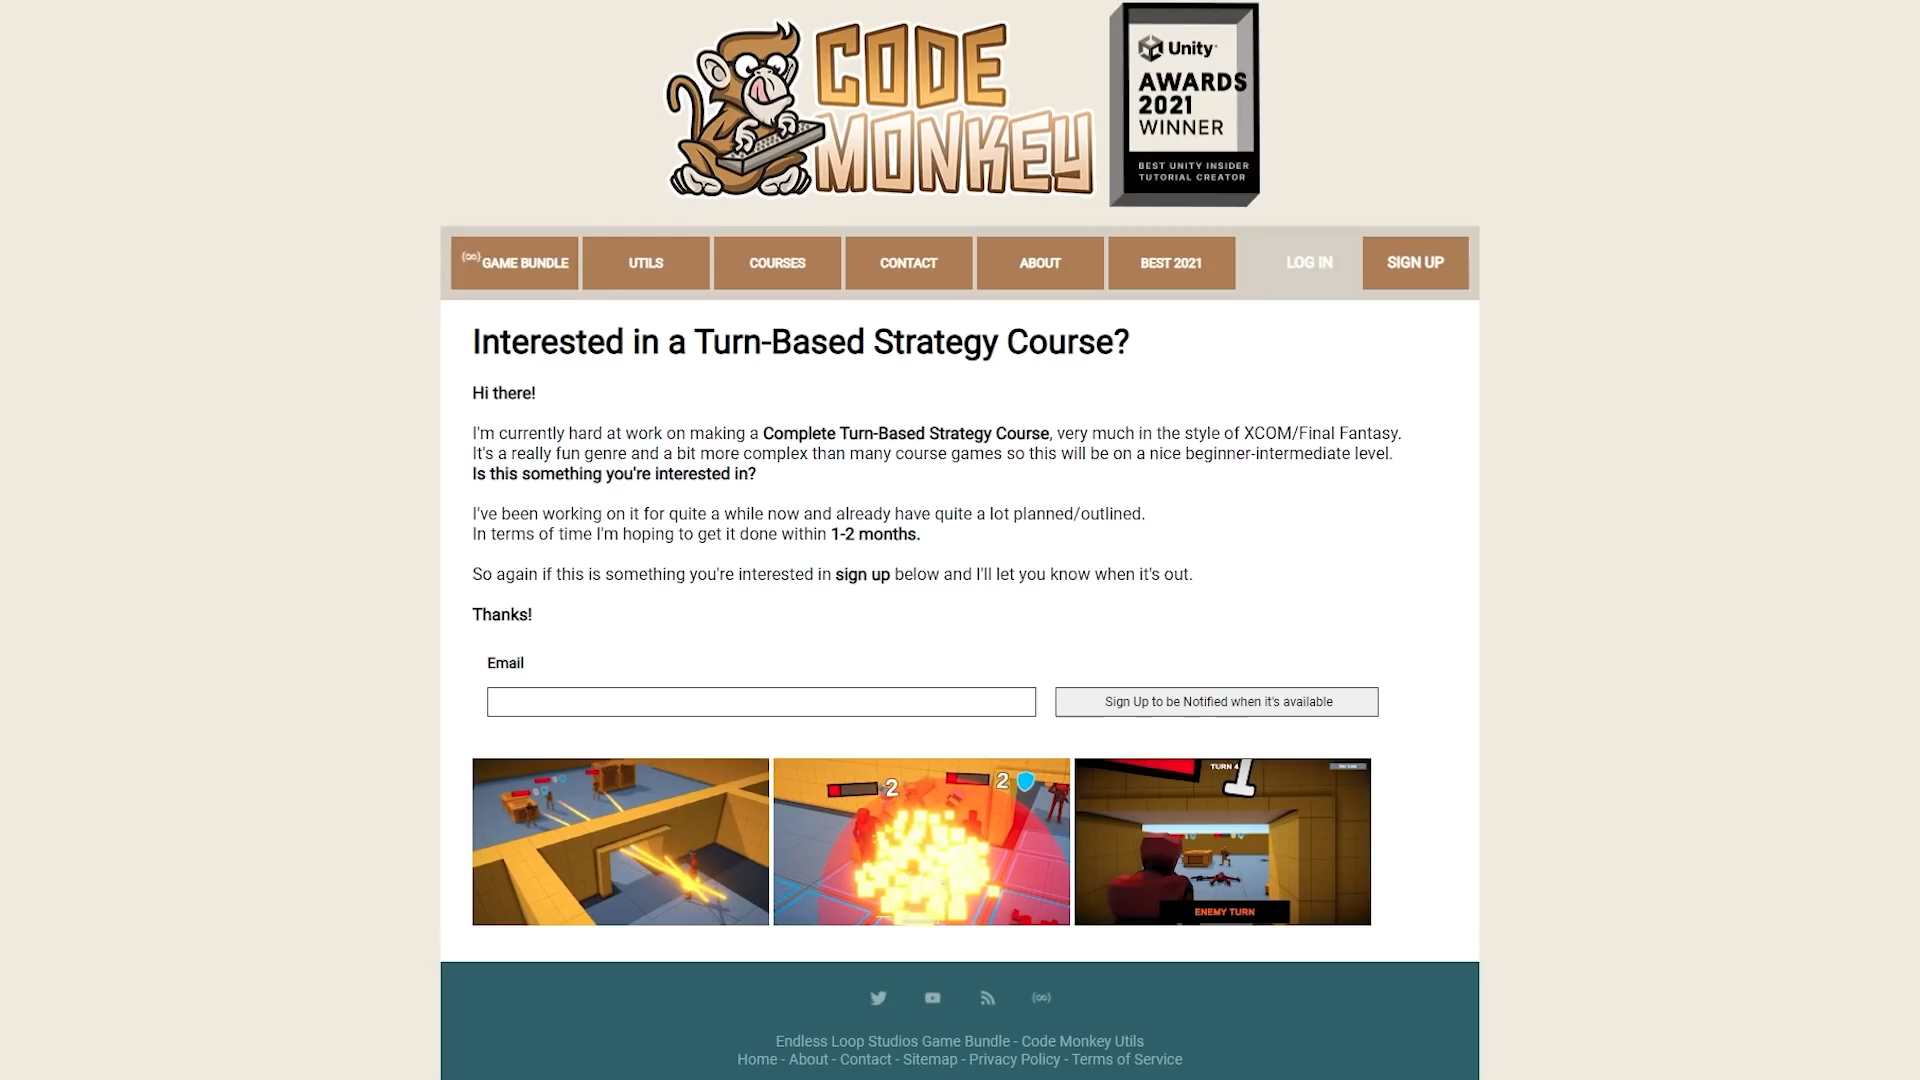 CODE
MONKEY
Unity
AWARDS
2021
WINNER
BEST UNITY INSIDER
TUTORIAL CREATOR
GAME BUNDLE
UTILS
COURSES
CONTACT
ABOUT
BEST 2021
LOG IN
SIGN UP
Interested in a Turn-Based Strategy Course?
Hi there!
I'm currently hard at work on making a Complete Turn-Based Strategy Course, very much in the style of XCOM/Final Fantasy.
It's a really fun genre and a bit more complex than many course games so this will be on a nice beginner-intermediate level.
Is this something you're interested in?
I've been working on it for quite a while now and already have quite a lot planned/outlined.
In terms of time I'm hoping to get it done within 1-2 months.
So again if this is something you're interested in sign up below and I'll let you know when it's out.
Thanks!
Email
Sign Up to be Notified when it's available
2
2
TURN 4
1
ENEMY TURN
Endless Loop Studios Game Bundle - Code Monkey Utils
Home - About - Contact - Sitemap - Privacy Policy - Terms of Service